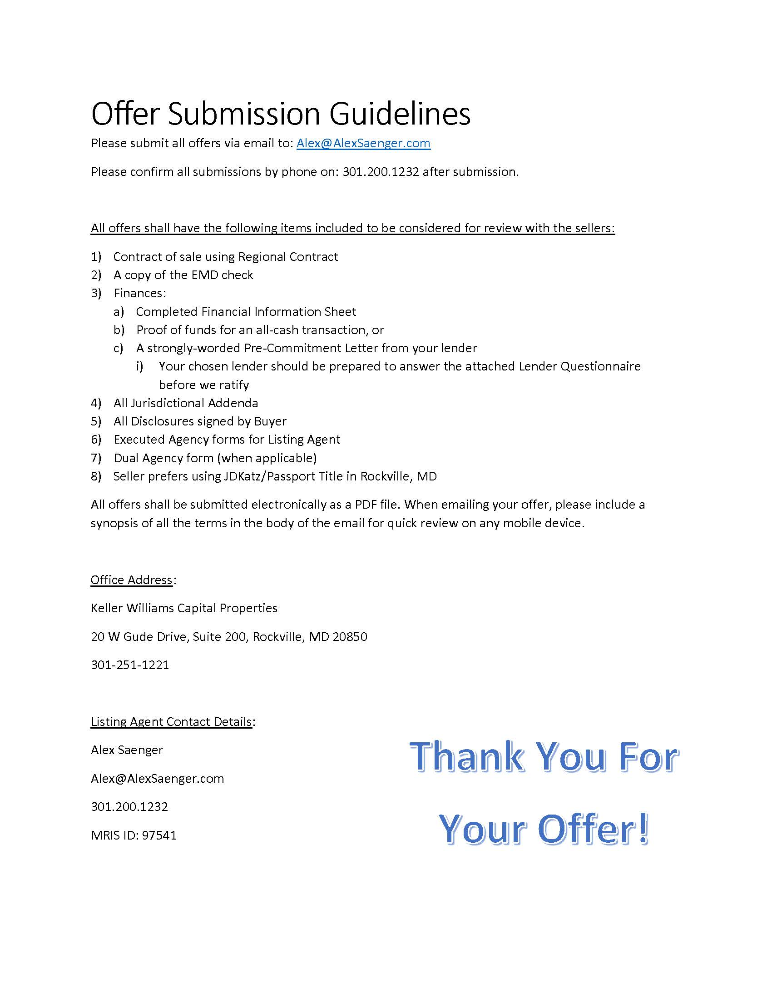 Offer Submission Guidelines
Please submit all offers via email to: Alex@AlexSaenger.com
Please confirm all submissions by phone on: 301.200.1232 after submission.
All offers shall have the following items included to be considered for review with the sellers:
1) Contract of sale using Regional Contract
2) A copy of the EMD check
3) Finances:
a) Completed Financial Information Sheet
b) Proof of funds for an all-cash transaction, or
c) A strongly-worded Pre-Commitment Letter from your lender
i) Your chosen lender should be prepared to answer the attached Lender Questionnaire
before we ratify
4) All Jurisdictional Addenda
5) All Disclosures signed by Buyer
6) Executed Agency forms for Listing Agent
7) Dual Agency form (when applicable)
8) Seller prefers using JDKatz/Passport Title in Rockville, MD
All offers shall be submitted electronically as a PDF file. When emailing your offer, please include a
synopsis of all the terms in the body of the email for quick review on any mobile device.
Office Address:
Keller Williams Capital Properties
20 W Gude Drive, Suite 200, Rockville, MD 20850
301-251-1221
Listing Agent Contact Details:
Alex Saenger
Alex@AlexSaenger.com
301.200.1232
MRIS ID: 97541
Thank You For
Your Offer!